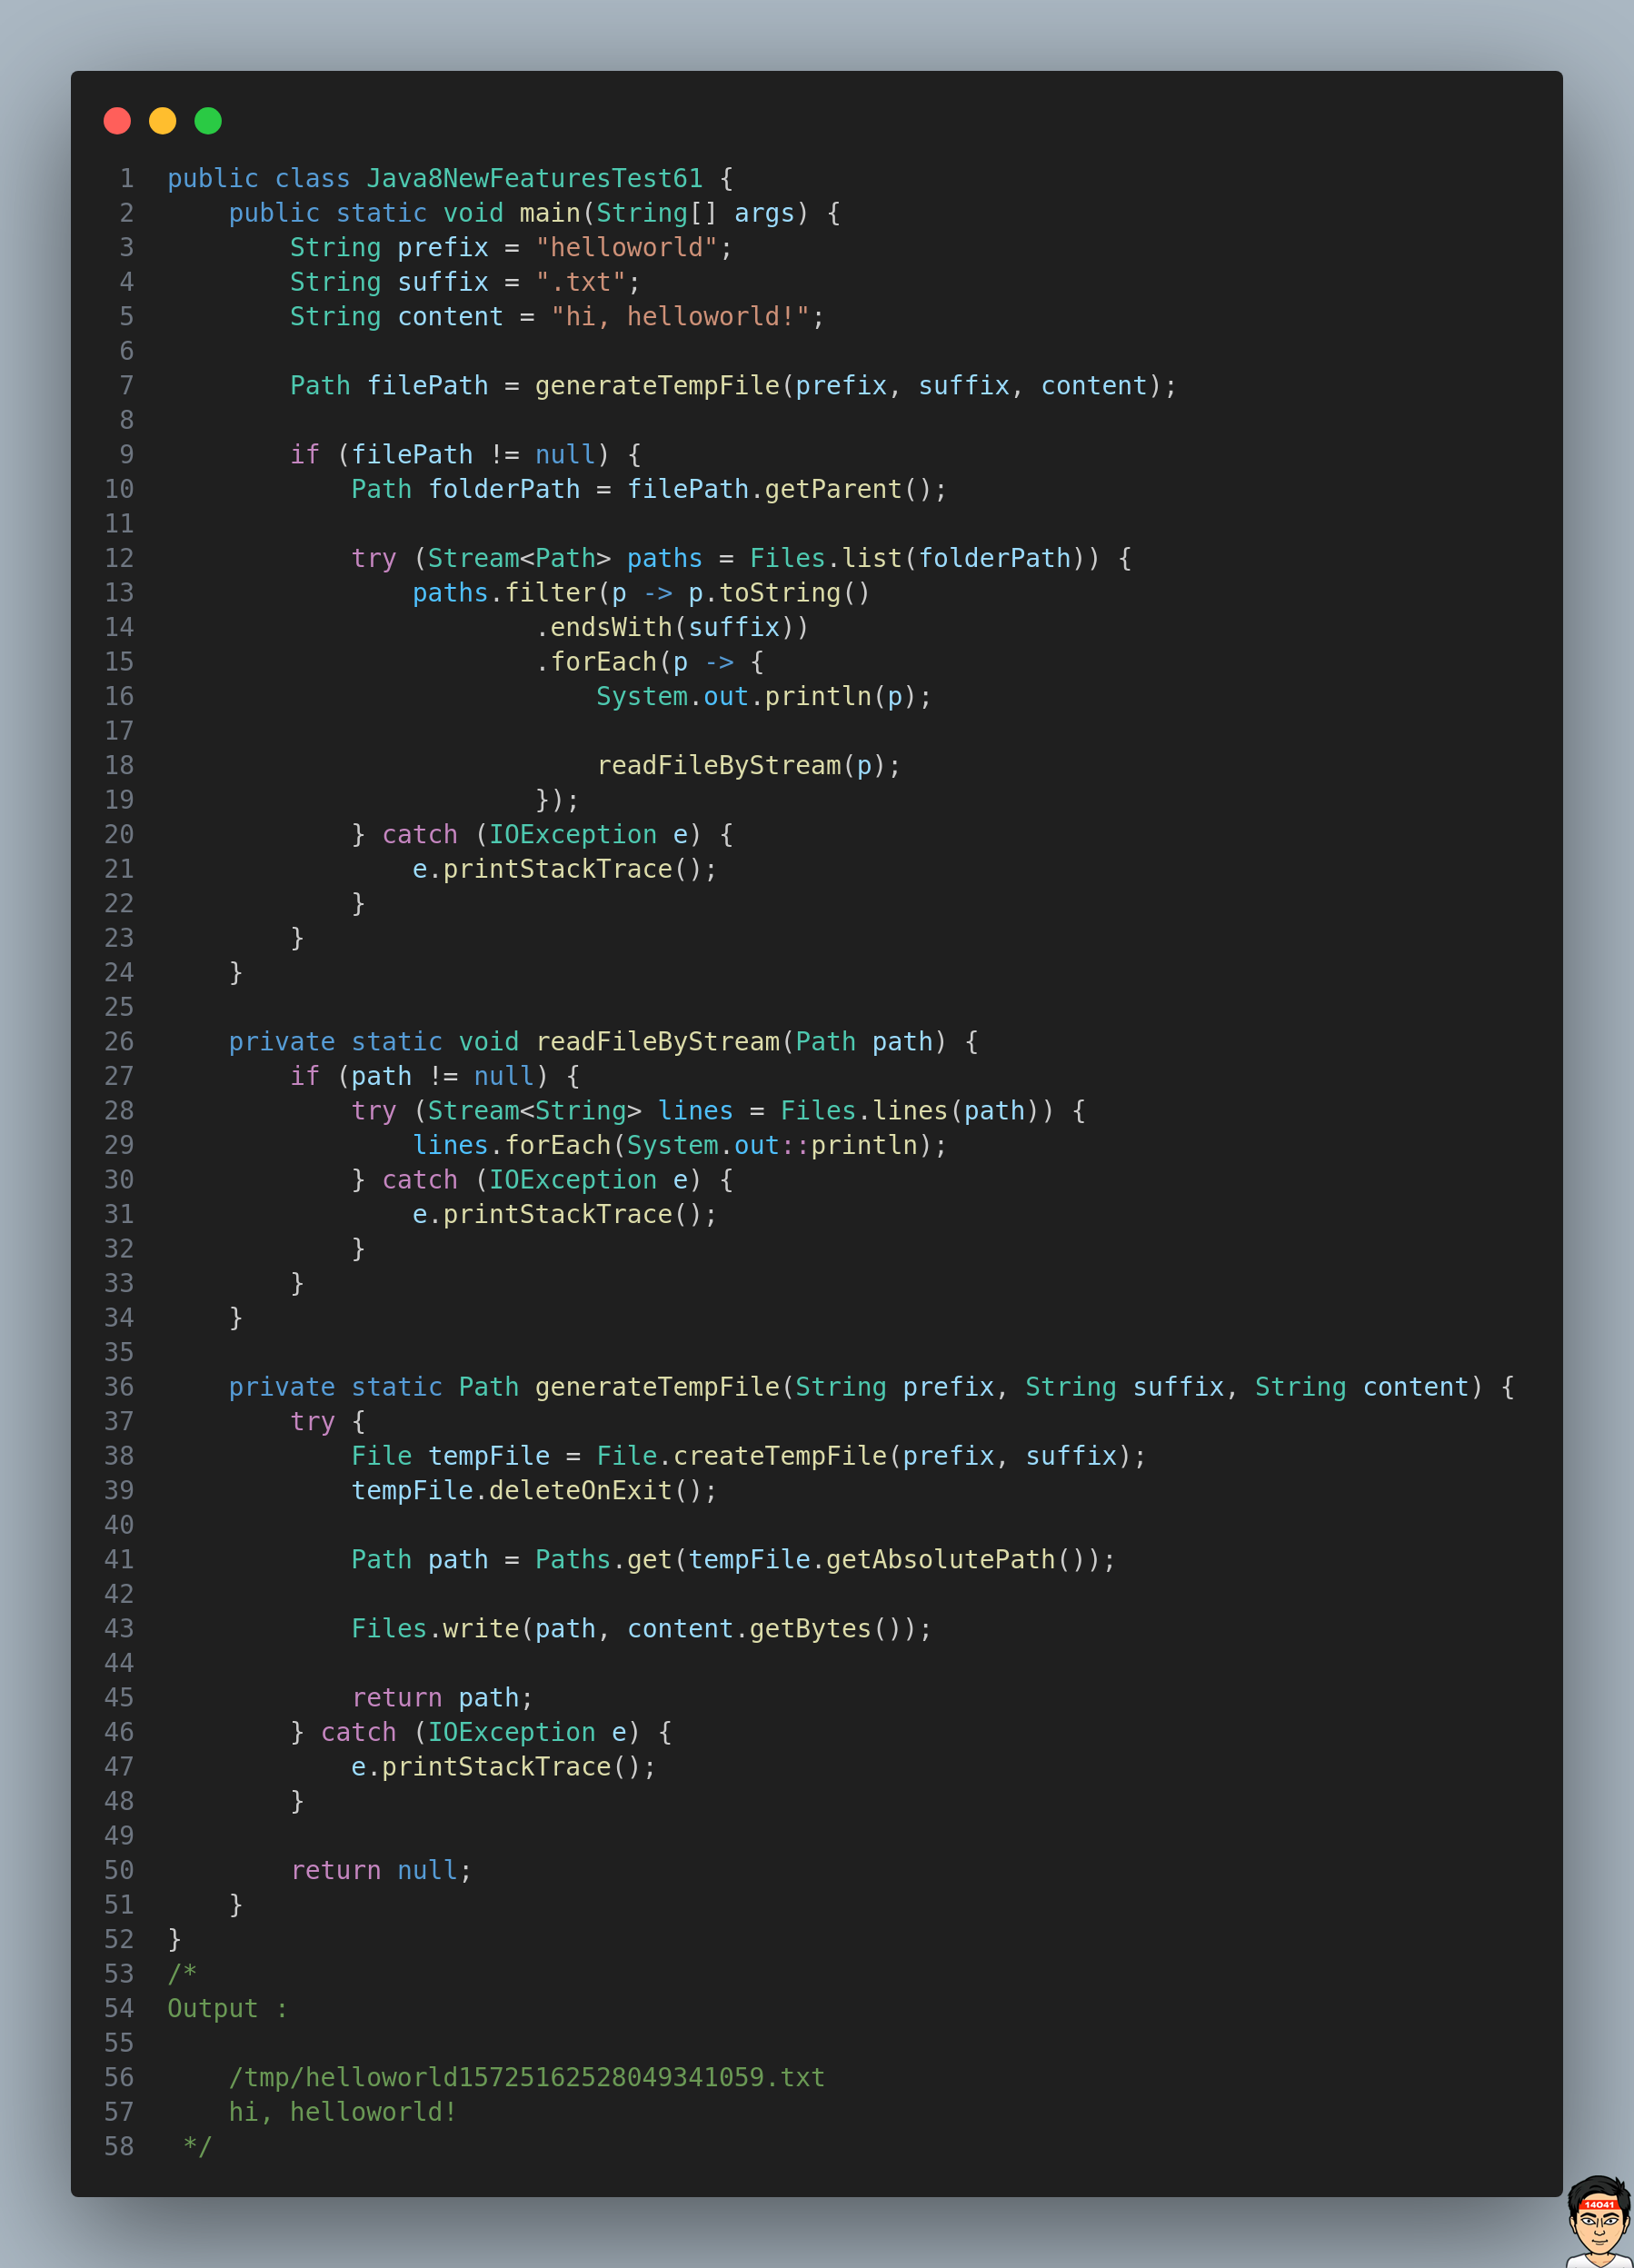 1 public class Java8NewFeaturesTest61 {
2     public static void main(String[] args) {
3         String prefix = "helloworld";
4         String suffix = ".txt";
5         String content = "hi, helloworld!";
6
7         Path filePath = generateTempFile(prefix, suffix, content);
8
9         if (filePath != null) {
10             Path folderPath = filePath.getParent();
11
12             try (Stream<Path> paths = Files.list(folderPath)) {
13                 paths.filter(p -> p.toString()
14                         .endsWith(suffix))
15                         .forEach(p -> {
16                             System.out.println(p);
17
18                             readFileByStream(p);
19                         });
20             } catch (IOException e) {
21                 e.printStackTrace();
22             }
23         }
24     }
25
26     private static void readFileByStream(Path path) {
27         if (path != null) {
28             try (Stream<String> lines = Files.lines(path)) {
29                 lines.forEach(System.out::println);
30             } catch (IOException e) {
31                 e.printStackTrace();
32             }
33         }
34     }
35
36     private static Path generateTempFile(String prefix, String suffix, String content) {
37         try {
38             File tempFile = File.createTempFile(prefix, suffix);
39             tempFile.deleteOnExit();
40
41             Path path = Paths.get(tempFile.getAbsolutePath());
42
43             Files.write(path, content.getBytes());
44
45             return path;
46         } catch (IOException e) {
47             e.printStackTrace();
48         }
49
50         return null;
51     }
52 }
53 /*
54 Output :
55
56     /tmp/helloworld15725162528049341059.txt
57     hi, helloworld!
58  */
14041